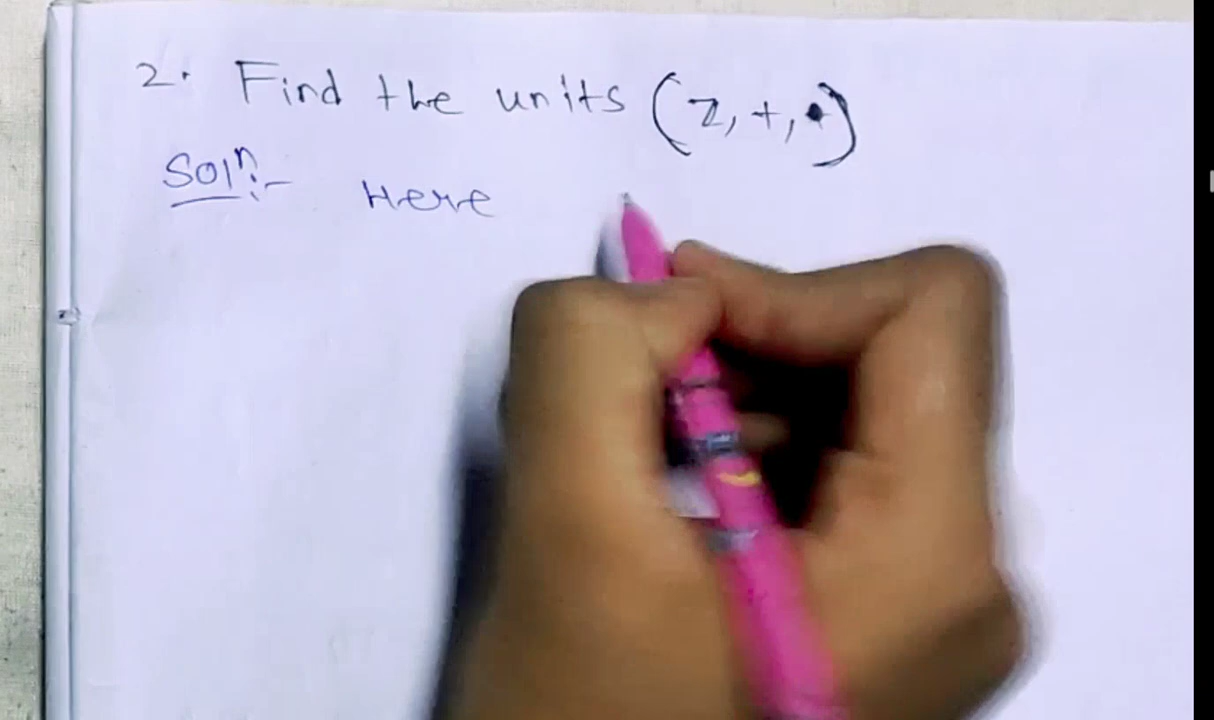 2. Find the units (Z, +, •)
Solⁿ:- Here